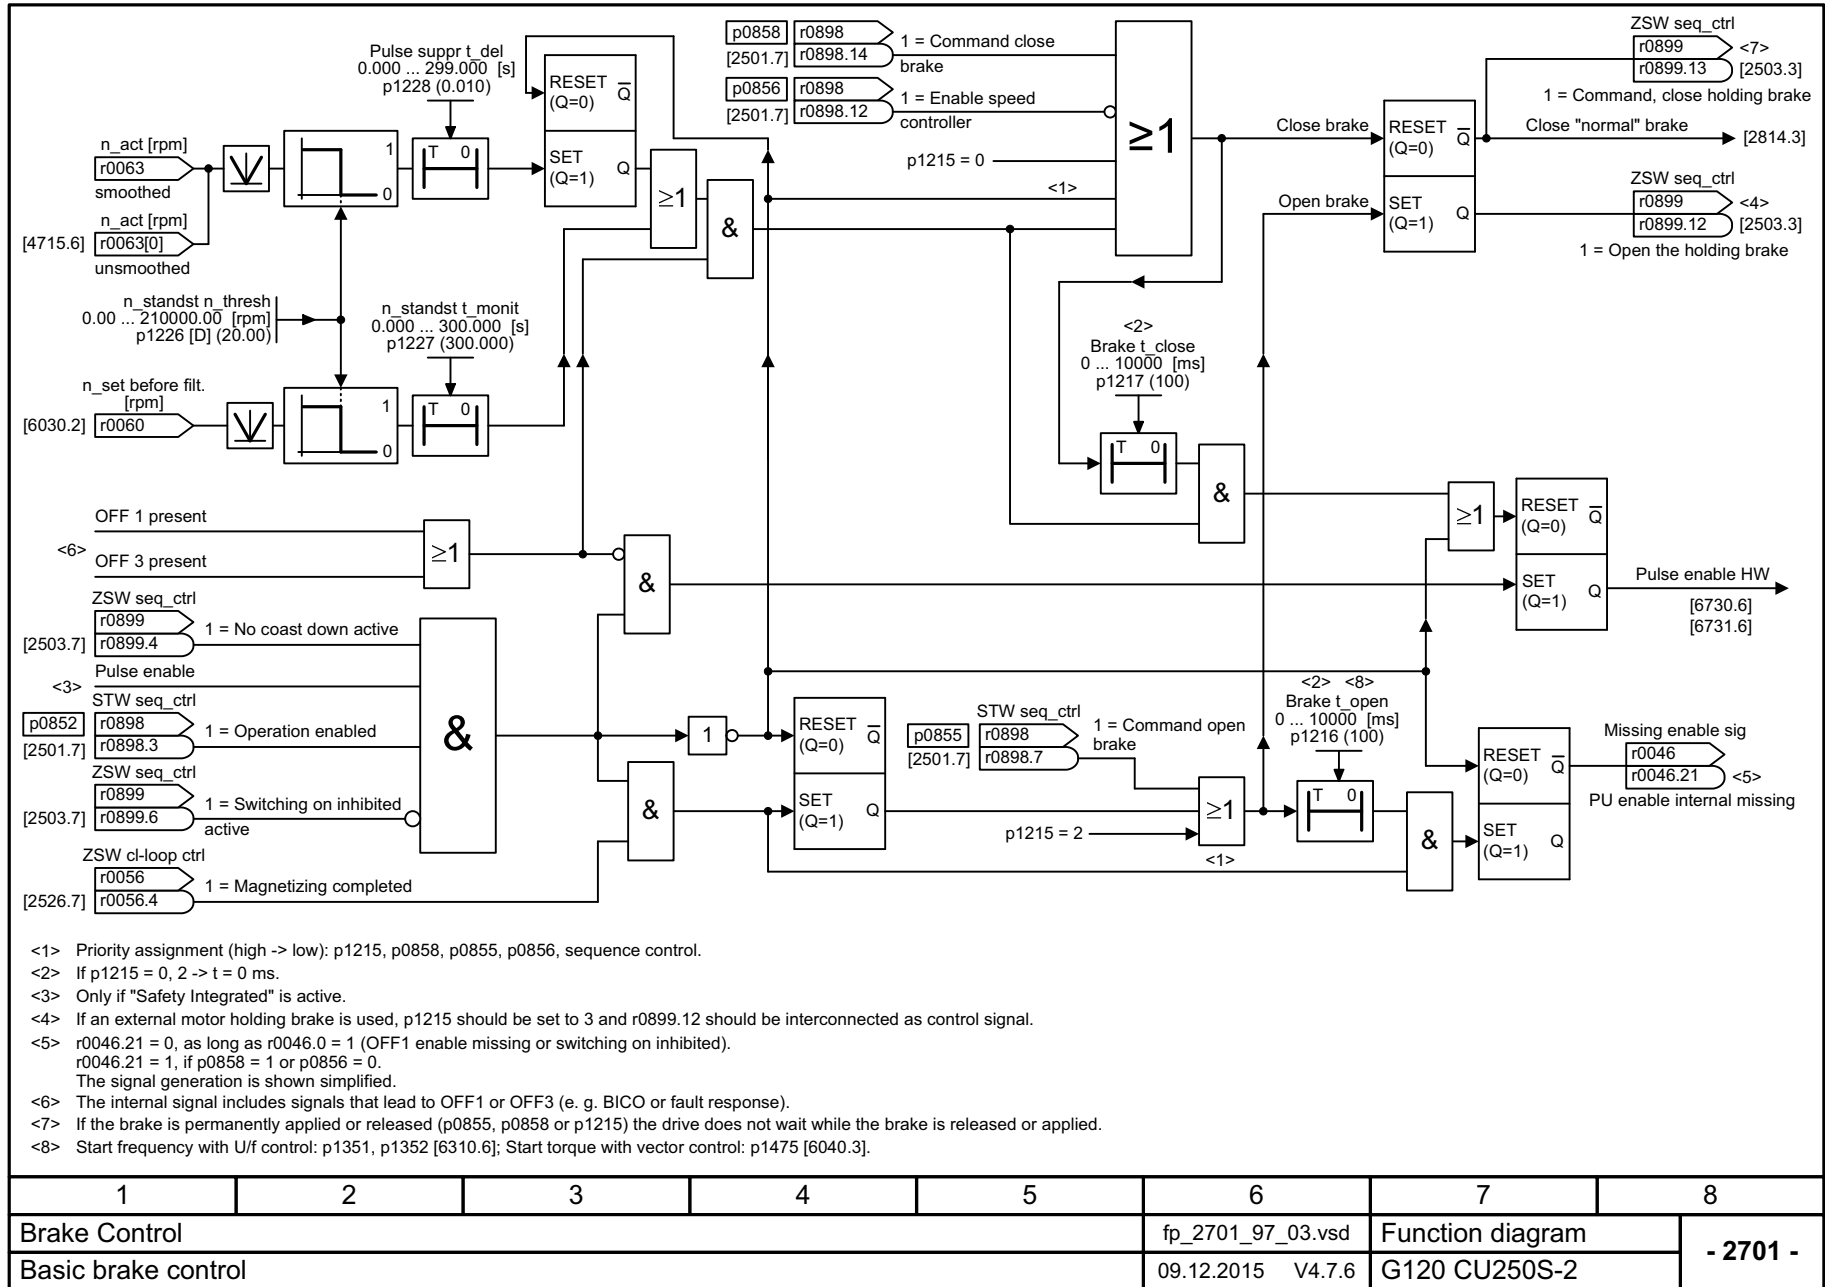 Pulse suppr t_del
0.000 ... 299.000 [s]
p1228 (0.010)
RESET
(Q=0)
Q
SET
(Q=1)
Q
n_act [rpm]
r0063
smoothed
n_act [rpm]
[4715.6]
r0063[0]
unsmoothed
1
0
T 0
≥1
&
n_standst n_thresh
0.00 ... 210000.00 [rpm]
p1226 [D] (20.00)
n_standst t_monit
0.000 ... 300.000 [s]
p1227 (300.000)
n_set before filt.
[rpm]
[6030.2]
r0060
1
0
T 0
p0858
r0898
[2501.7]
r0898.14
1 = Command close
brake
p0856
r0898
[2501.7]
r0898.12
1 = Enable speed
controller
p1215 = 0
<1>
≥1
Close brake
RESET
(Q=0)
Q
Open brake
SET
(Q=1)
Q
ZSW seq_ctrl
r0899
<7>
r0899.13
[2503.3]
1 = Command, close holding brake
Close "normal" brake
[2814.3]
ZSW seq_ctrl
r0899
<4>
r0899.12
[2503.3]
1 = Open the holding brake
<2>
Brake t_close
0 ... 10000 [ms]
p1217 (100)
T 0
&
≥1
RESET
(Q=0)
Q
SET
(Q=1)
Q
Pulse enable HW
[6730.6]
[6731.6]
OFF 1 present
<6>
OFF 3 present
≥1
&
ZSW seq_ctrl
r0899
[2503.7]
r0899.4
1 = No coast down active
Pulse enable
<3>
STW seq_ctrl
p0852
r0898
[2501.7]
r0898.3
1 = Operation enabled
ZSW seq_ctrl
r0899
[2503.7]
r0899.6
1 = Switching on inhibited
active
&
ZSW cl-loop ctrl
r0056
[2526.7]
r0056.4
1 = Magnetizing completed
1
&
RESET
(Q=0)
Q
SET
(Q=1)
Q
STW seq_ctrl
p0855
r0898
[2501.7]
r0898.7
1 = Command open
brake
p1215 = 2
≥1
<1>
<2> <8>
Brake t_open
0 ... 10000 [ms]
p1216 (100)
T 0
&
RESET
(Q=0)
Q
SET
(Q=1)
Q
Missing enable sig
r0046
r0046.21
<5>
PU enable internal missing
<1> Priority assignment (high -> low): p1215, p0858, p0855, p0856, sequence control.
<2> If p1215 = 0, 2 -> t = 0 ms.
<3> Only if "Safety Integrated" is active.
<4> If an external motor holding brake is used, p1215 should be set to 3 and r0899.12 should be interconnected as control signal.
<5> r0046.21 = 0, as long as r0046.0 = 1 (OFF1 enable missing or switching on inhibited).
r0046.21 = 1, if p0858 = 1 or p0856 = 0.
The signal generation is shown simplified.
<6> The internal signal includes signals that lead to OFF1 or OFF3 (e. g. BICO or fault response).
<7> If the brake is permanently applied or released (p0855, p0858 or p1215) the drive does not wait while the brake is released or applied.
<8> Start frequency with U/f control: p1351, p1352 [6310.6]; Start torque with vector control: p1475 [6040.3].
1 2 3 4 5 6 7 8
Brake Control
fp_2701_97_03.vsd
Function diagram
- 2701 -
Basic brake control
09.12.2015 V4.7.6
G120 CU250S-2